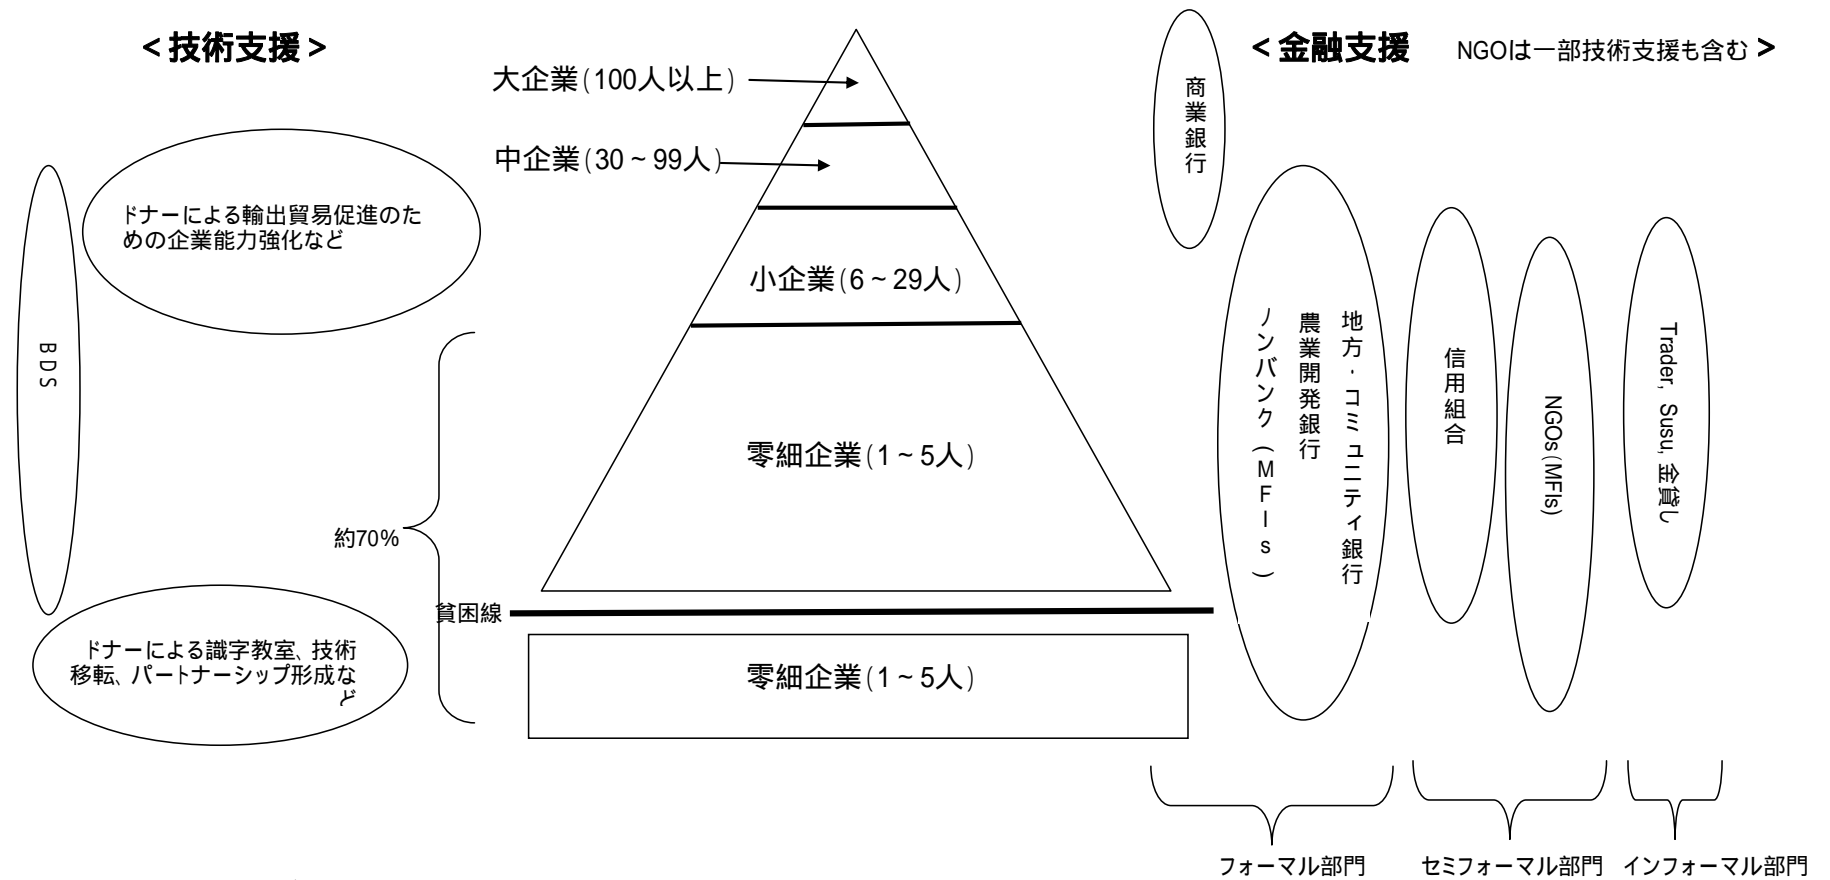 <技術支援>
<金融支援 NGOは一部技術支援も含む>
大企業(100人以上)
中企業(30~99人)
小企業(6~29人)
零細企業(1~5人)
貧困線
零細企業(1~5人)
約70%
BDS
ドナーによる輸出貿易促進のた
めの企業能力強化など
ドナーによる識字教室、技術
移転、パートナーシップ形成な
ど
商業銀行
地方・コミュニティ銀行
農業開発銀行
ノンバンク(MFIs)
信用組合
NGOs(MFIs)
Trader, Susu, 金貸し
フォーマル部門
セミフォーマル部門
インフォーマル部門